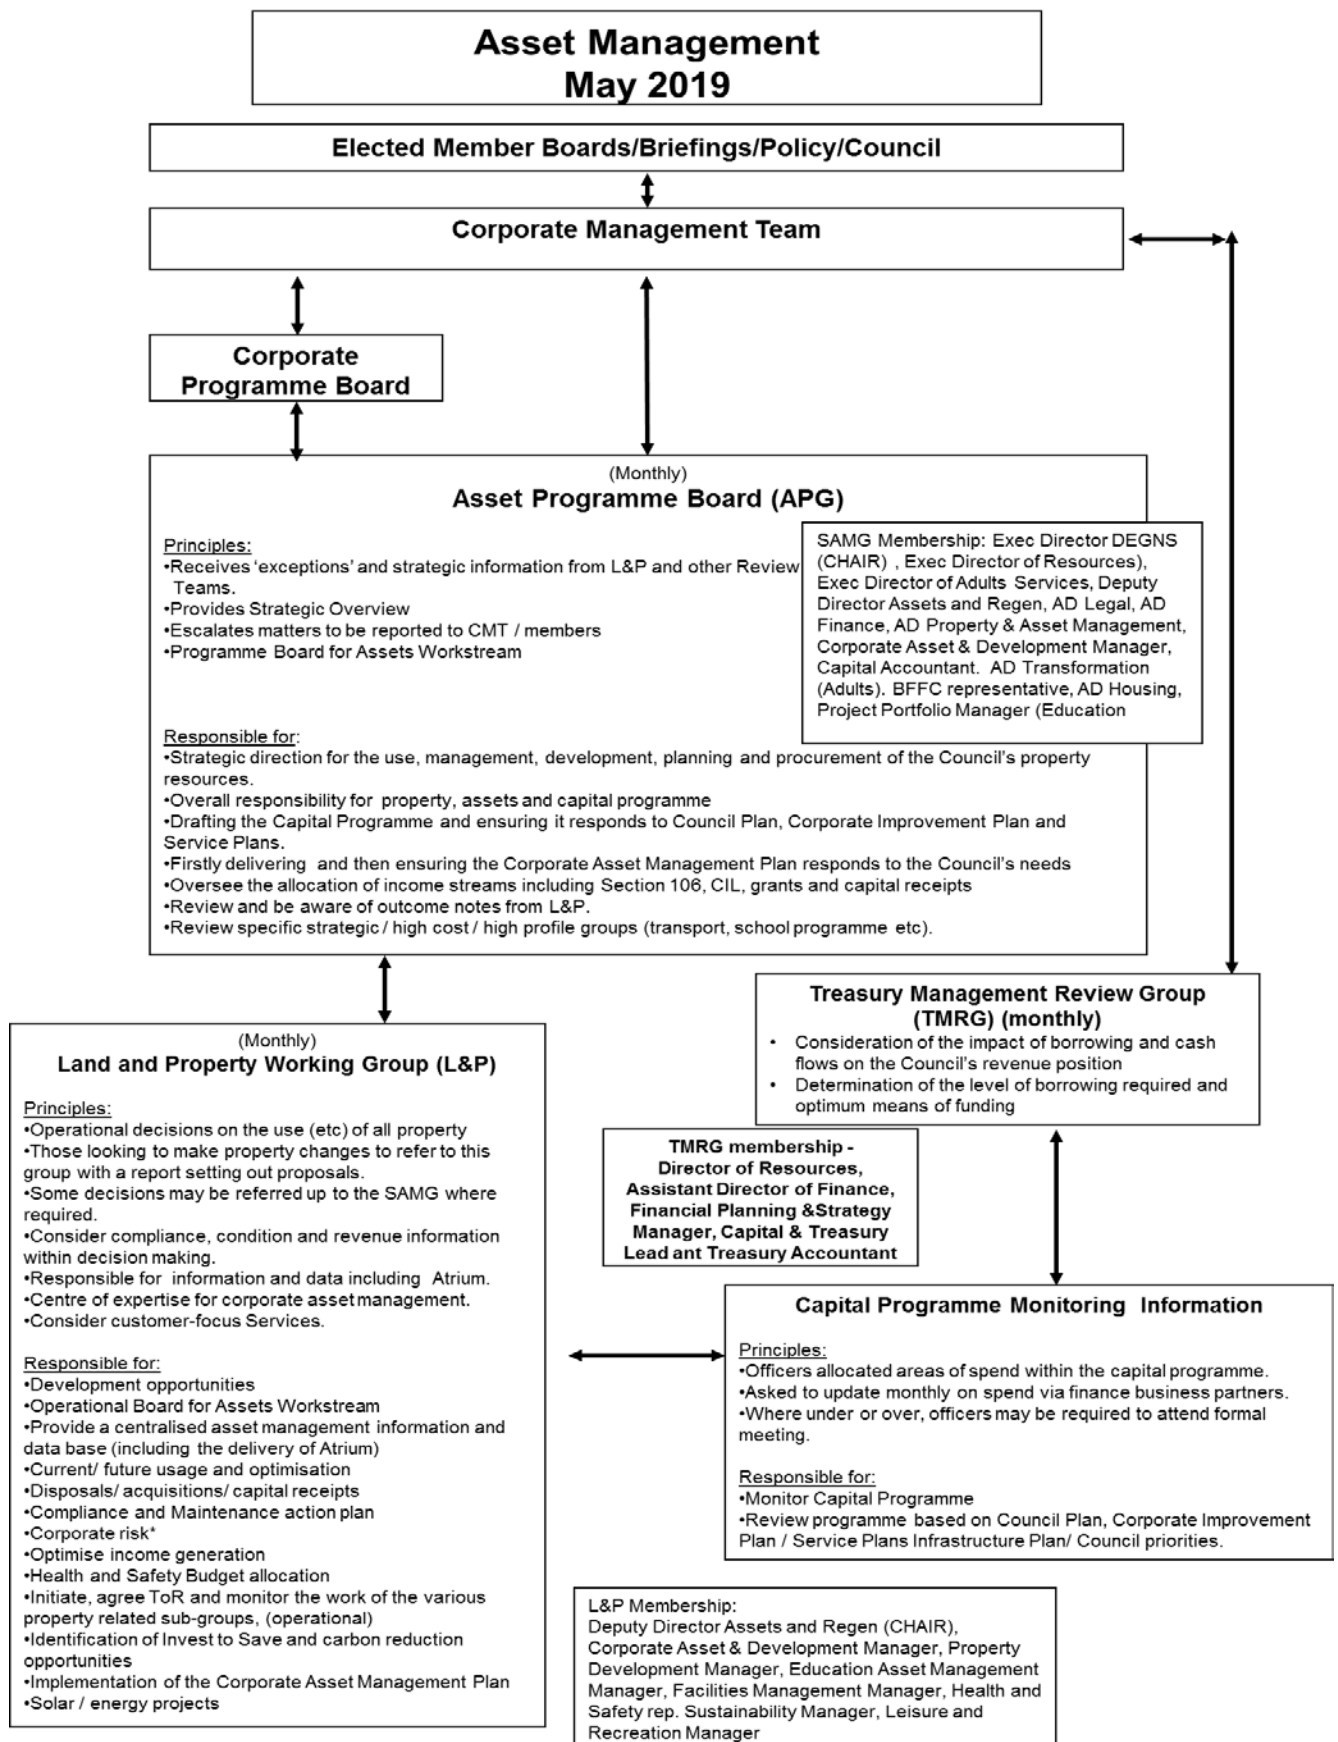 Asset Management
May 2019
Elected Member Boards/Briefings/Policy/Council
Corporate Management Team
Corporate
Programme Board
(Monthly)
Asset Programme Board (APG)
Principles:
•Receives ‘exceptions’ and strategic information from L&P and other Review
Teams.
•Provides Strategic Overview
•Escalates matters to be reported to CMT / members
•Programme Board for Assets Workstream
SAMG Membership: Exec Director DEGNS
(CHAIR) , Exec Director of Resources),
Exec Director of Adults Services, Deputy
Director Assets and Regen, AD Legal, AD
Finance, AD Property & Asset Management,
Corporate Asset & Development Manager,
Capital Accountant. AD Transformation
(Adults). BFFC representative, AD Housing,
Project Portfolio Manager (Education
Responsible for:
•Strategic direction for the use, management, development, planning and procurement of the Council’s property
resources.
•Overall responsibility for property, assets and capital programme
•Drafting the Capital Programme and ensuring it responds to Council Plan, Corporate Improvement Plan and
Service Plans.
•Firstly delivering and then ensuring the Corporate Asset Management Plan responds to the Council’s needs
•Oversee the allocation of income streams including Section 106, CIL, grants and capital receipts
•Review and be aware of outcome notes from L&P.
•Review specific strategic / high cost / high profile groups (transport, school programme etc).
(Monthly)
Land and Property Working Group (L&P)
Principles:
•Operational decisions on the use (etc) of all property
•Those looking to make property changes to refer to this
group with a report setting out proposals.
•Some decisions may be referred up to the SAMG where
required.
•Consider compliance, condition and revenue information
within decision making.
•Responsible for information and data including Atrium.
•Centre of expertise for corporate asset management.
•Consider customer-focus Services.
Responsible for:
•Development opportunities
•Operational Board for Assets Workstream
•Provide a centralised asset management information and
data base (including the delivery of Atrium)
•Current/ future usage and optimisation
•Disposals/ acquisitions/ capital receipts
•Compliance and Maintenance action plan
•Corporate risk*
•Optimise income generation
•Health and Safety Budget allocation
•Initiate, agree ToR and monitor the work of the various
property related sub-groups, (operational)
•Identification of Invest to Save and carbon reduction
opportunities
•Implementation of the Corporate Asset Management Plan
•Solar / energy projects
Treasury Management Review Group
(TMRG) (monthly)
• Consideration of the impact of borrowing and cash
flows on the Council’s revenue position
• Determination of the level of borrowing required and
optimum means of funding
TMRG membership -
Director of Resources,
Assistant Director of Finance,
Financial Planning &Strategy
Manager, Capital & Treasury
Lead ant Treasury Accountant
Capital Programme Monitoring Information
Principles:
•Officers allocated areas of spend within the capital programme.
•Asked to update monthly on spend via finance business partners.
•Where under or over, officers may be required to attend formal
meeting.
Responsible for:
•Monitor Capital Programme
•Review programme based on Council Plan, Corporate Improvement
Plan / Service Plans Infrastructure Plan/ Council priorities.
L&P Membership:
Deputy Director Assets and Regen (CHAIR),
Corporate Asset & Development Manager, Property
Development Manager, Education Asset Management
Manager, Facilities Management Manager, Health and
Safety rep. Sustainability Manager, Leisure and
Recreation Manager